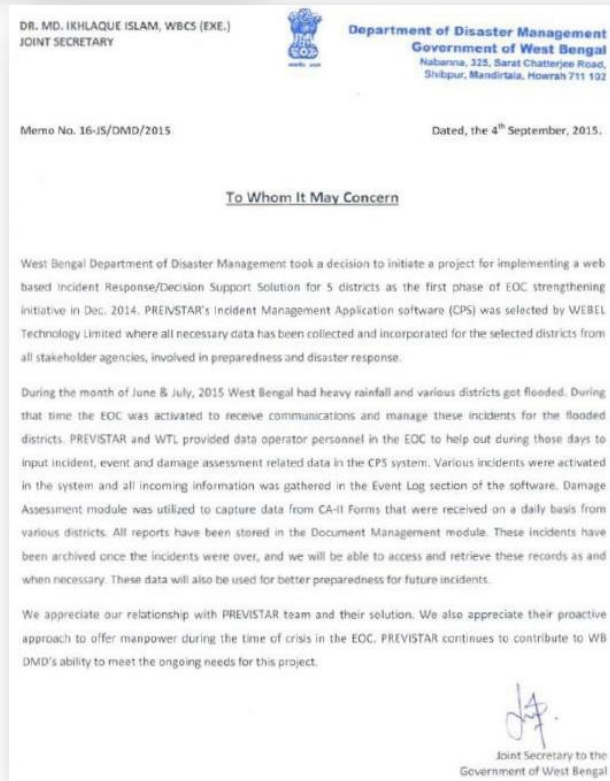 DR. MD. IKHLAQUE ISLAM, WBCS (EXE.)
JOINT SECRETARY
Department of Disaster Management
Government of West Bengal
Nabanna, 325, Sarat Chatterjee Road,
Shibpur, Mandirtala, Howrah 711 102
Memo No. 16-JS/DMD/2015
Dated, the 4th September, 2015.
To Whom It May Concern
West Bengal Department of Disaster Management took a decision to initiate a project for implementing a web
based Incident Response/Decision Support Solution for 5 districts as the first phase of EOC strengthening
initiative in Dec. 2014. PREIVSTAR's Incident Management Application software (CPS) was selected by WEBEL
Technology Limited where all necessary data has been collected and incorporated for the selected districts from
all stakeholder agencies, involved in preparedness and disaster response.
During the month of June & July, 2015 West Bengal had heavy rainfall and various districts got flooded. During
that time the EOC was activated to receive communications and manage these incidents for the flooded
districts. PREVISTAR and WTL provided data operator personnel in the EOC to help out during those days to
input incident, event and damage assessment related data in the CPS system. Various incidents were activated
in the system and all incoming information was gathered in the Event Log section of the software. Damage
Assessment module was utilized to capture data from CA-II Forms that were received on a daily basis from
various districts. All reports have been stored in the Document Management module. These incidents have
been archived once the incidents were over, and we will be able to access and retrieve these records as and
when necessary. These data will also be used for better preparedness for future incidents.
We appreciate our relationship with PREVISTAR team and their solution. We also appreciate their proactive
approach to offer manpower during the time of crisis in the EOC. PREVISTAR continues to contribute to WB
DMD's ability to meet the ongoing needs for this project.
Joint Secretary to the
Government of West Bengal